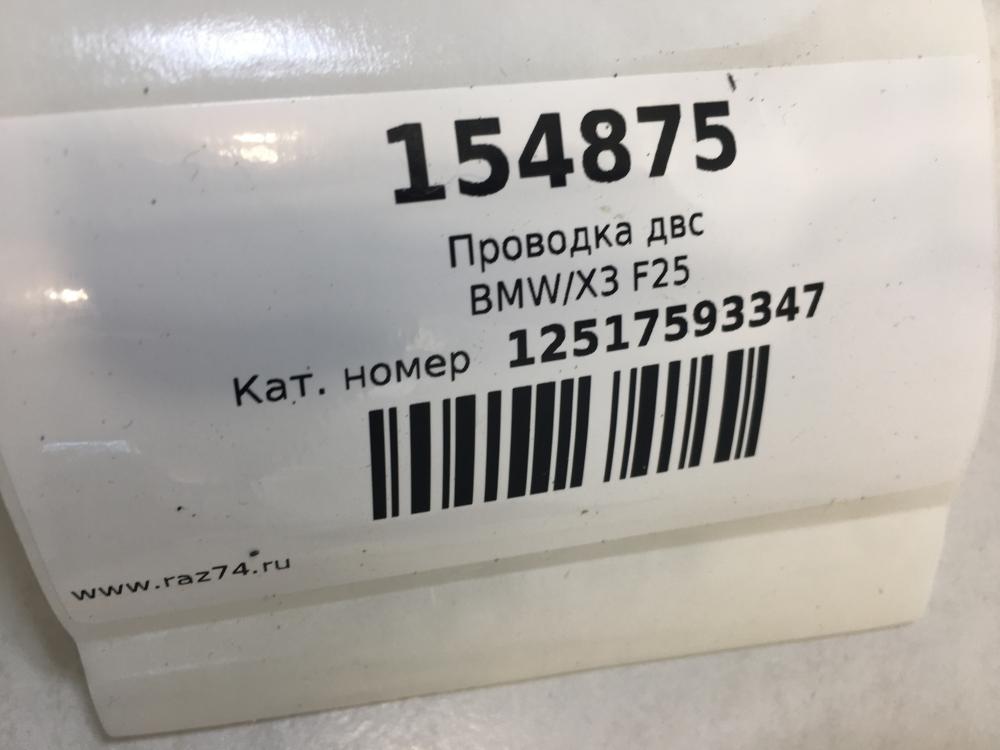 154875
Проводка двс
BMW/X3 F25
Кат. номер 12517593347
www.raz74.ru